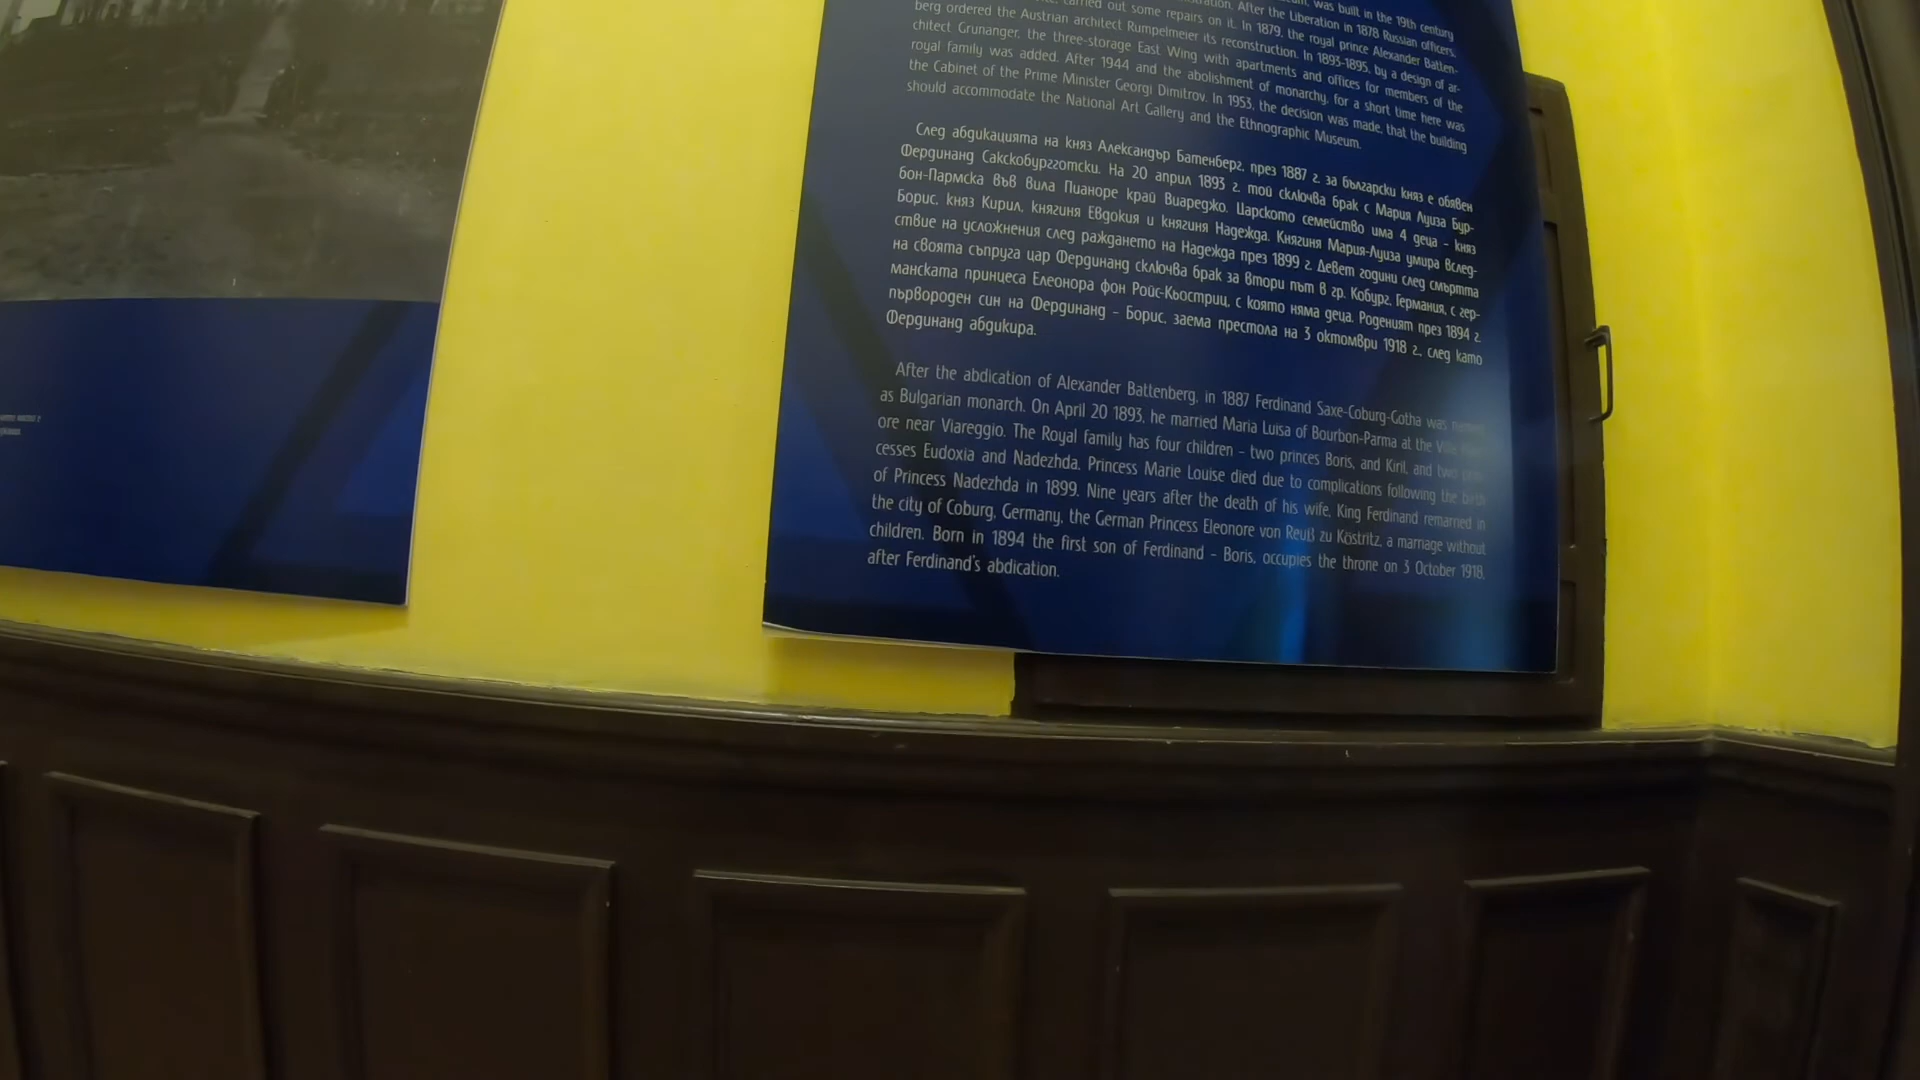 was built in the 19th century
carried out some repairs on it. In 1879, the royal prince Alexander Batten-
After the Liberation in 1878 Russian officers,
berg ordered the Austrian architect Rumpelmeier its reconstruction. In 1893-1895, by a design of ar-
chitect Grunanger, the three-storage East Wing with apartments and offices for members of the
royal family was added. After 1944 and the abolishment of monarchy, for a short time here was
the Cabinet of the Prime Minister Georgi Dimitrov. In 1953, the decision was made, that the building
should accommodate the National Art Gallery and the Ethnographic Museum.
След абдикацията на княз Александър Батенберг, през 1887 г. за български княз е обявен
Фердинанд Сакскобургготски. На 20 април 1893 г. той сключва брак с Мария Луиза Бур-
бон-Пармска във вила Пианоре край Виареджо. Царското семейство има 4 деца - княз
Борис, княз Кирил, княгиня Евдокия и княгиня Надежда. Княгиня Мария-Луиза умира вслед-
ствие на усложнения след раждането на Надежда през 1899 г. Девет години след смъртта
на своята съпруга цар Фердинанд сключва брак за втори път в гр. Кобург, Германия, с гер-
манската принцеса Елеонора фон Ройс-Кьостриц, с която няма деца. Роденият през 1894 г.
първороден син на Фердинанд - Борис, заема престола на 3 октомври 1918 г., след като
Фердинанд абдикира.
After the abdication of Alexander Battenberg, in 1887 Ferdinand Saxe-Coburg-Gotha was
as Bulgarian monarch. On April 20 1893, he married Maria Luisa of Bourbon-Parma at the
ore near Viareggio. The Royal family has four children - two princes Boris, and Kiril, and two prin-
cesses Eudoxia and Nadezhda. Princess Marie Louise died due to complications following the birth
of Princess Nadezhda in 1899. Nine years after the death of his wife, King Ferdinand remarried in
the city of Coburg, Germany, the German Princess Eleonore von Reuß zu Köstritz, a marriage without
children. Born in 1894 the first son of Ferdinand - Boris, occupies the throne on 3 October 1918,
after Ferdinand's abdication.